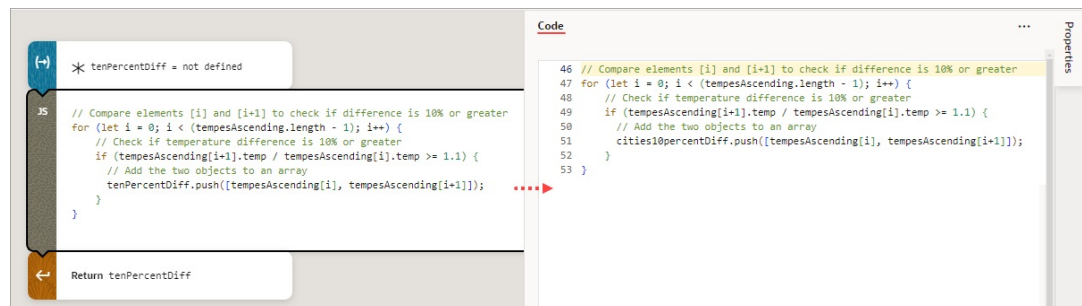 (→)
* tenPercentDiff = not defined
JS
// Compare elements [i] and [i+1] to check if difference is 10% or greater
for (let i = 0; i < (tempesAscending.length - 1); i++) {
// Check if temperature difference is 10% or greater
if (tempesAscending[i+1].temp / tempesAscending[i].temp >= 1.1) {
// Add the two objects to an array
tenPercentDiff.push([tempesAscending[i], tempesAscending[i+1]]);
}
}
Return tenPercentDiff
Code
...
Properties
46 // Compare elements [i] and [i+1] to check if difference is 10% or greater
47 for (let i = 0; i < (tempesAscending.length - 1); i++) {
48 // Check if temperature difference is 10% or greater
49 if (tempesAscending[i+1].temp / tempesAscending[i].temp >= 1.1) {
50 // Add the two objects to an array
51 cities10percentDiff.push([tempesAscending[i], tempesAscending[i+1]]);
52 }
53 }